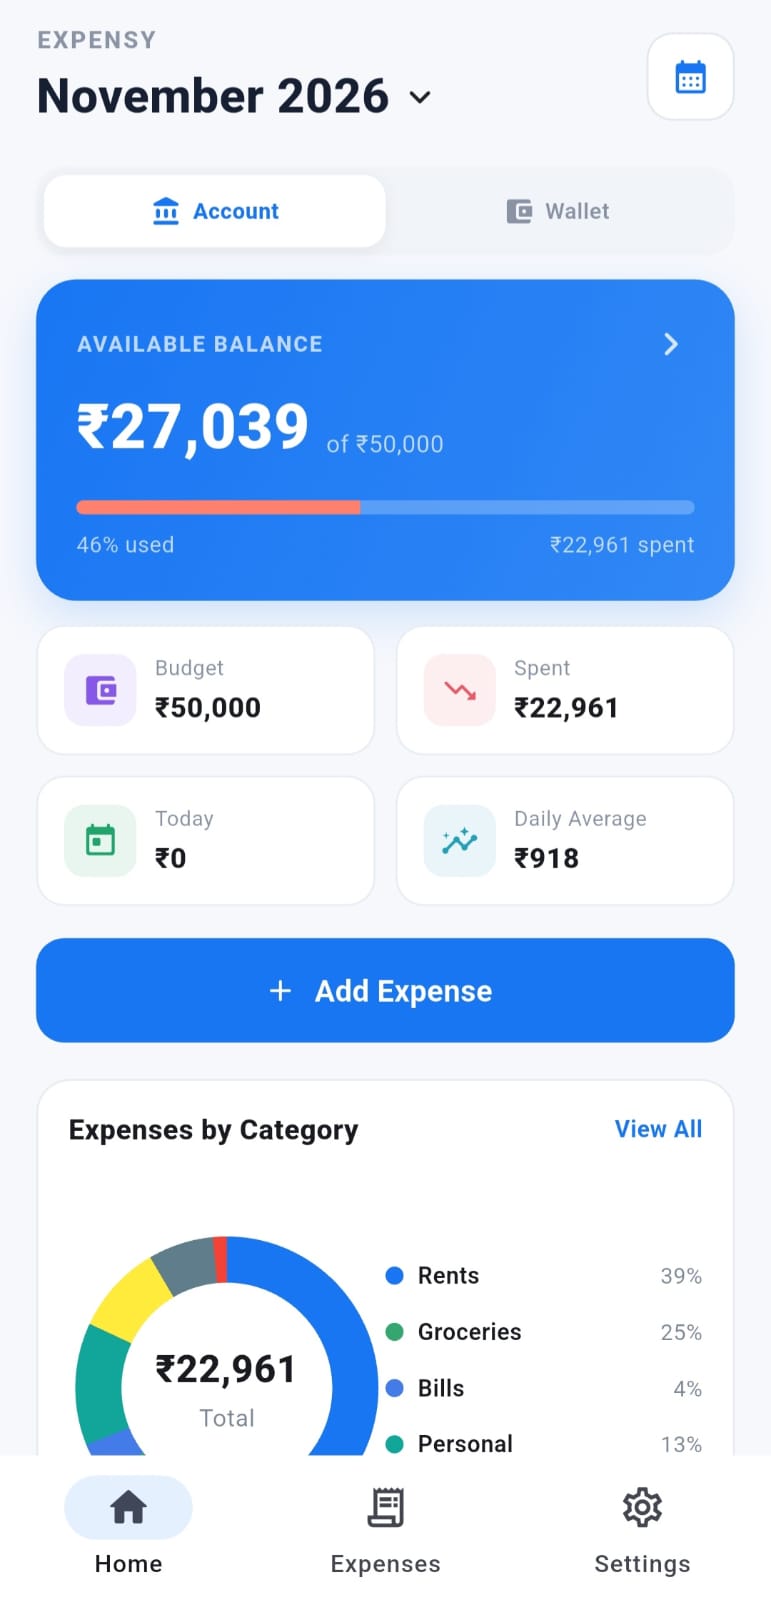 EXPENSY
November 2026
Account
Wallet
AVAILABLE BALANCE
₹27,039 of ₹50,000
46% used
₹22,961 spent
Budget
₹50,000
Spent
₹22,961
Today
₹0
Daily Average
₹918
+ Add Expense
Expenses by Category
View All
₹22,961
Total
Rents 39%
Groceries 25%
Bills 4%
Personal 13%
Home
Expenses
Settings